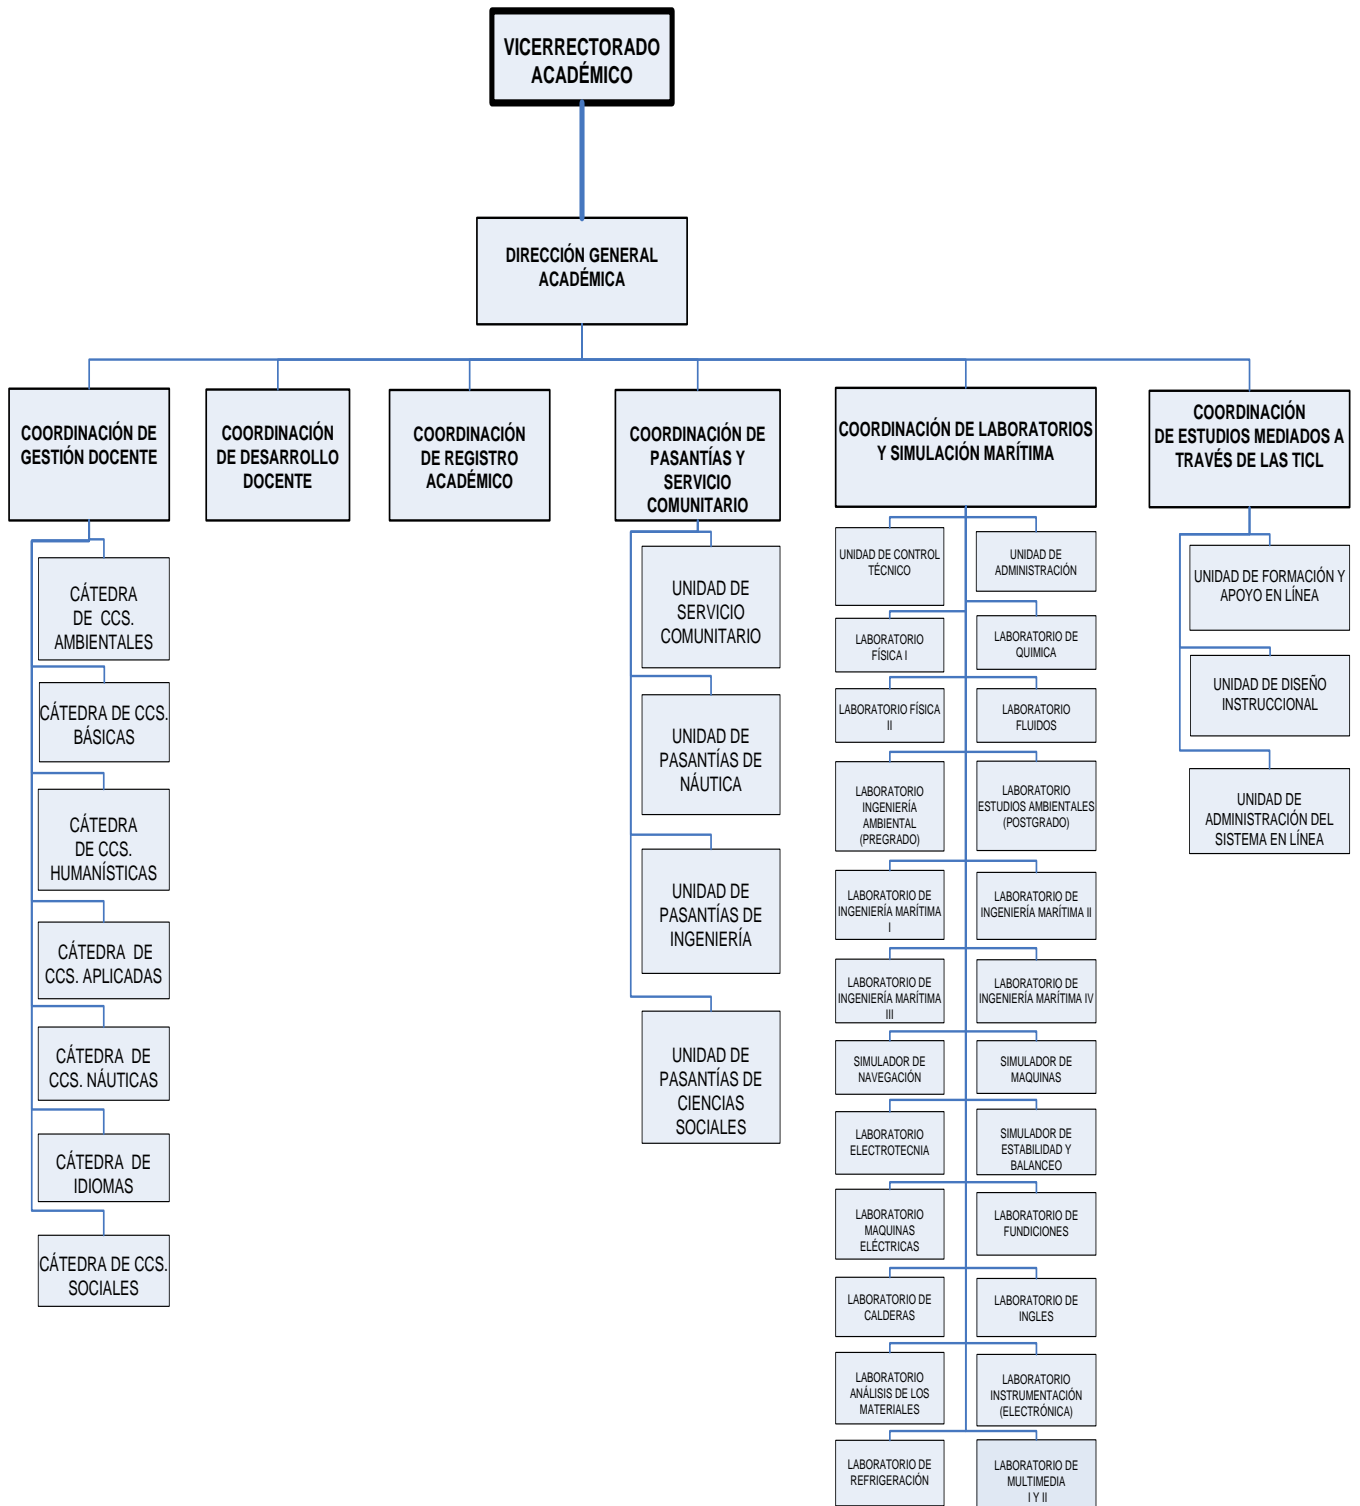 VICERRECTORADO
ACADÉMICO
DIRECCIÓN GENERAL
ACADÉMICA
COORDINACIÓN DE
GESTIÓN DOCENTE
COORDINACIÓN
DE DESARROLLO
DOCENTE
COORDINACIÓN
DE REGISTRO
ACADÉMICO
COORDINACIÓN DE
PASANTÍAS Y
SERVICIO
COMUNITARIO
COORDINACIÓN DE LABORATORIOS
Y SIMULACIÓN MARÍTIMA
COORDINACIÓN
DE ESTUDIOS MEDIADOS A
TRAVÉS DE LAS TICL
CÁTEDRA
DE CCS.
AMBIENTALES
CÁTEDRA DE CCS.
BÁSICAS
CÁTEDRA
DE CCS.
HUMANÍSTICAS
CÁTEDRA DE
CCS. APLICADAS
CÁTEDRA DE
CCS. NÁUTICAS
CÁTEDRA DE
IDIOMAS
CÁTEDRA DE CCS.
SOCIALES
UNIDAD DE
SERVICIO
COMUNITARIO
UNIDAD DE
PASANTÍAS DE
NÁUTICA
UNIDAD DE
PASANTÍAS DE
INGENIERÍA
UNIDAD DE
PASANTÍAS DE
CIENCIAS
SOCIALES
UNIDAD DE CONTROL
TÉCNICO
UNIDAD DE
ADMINISTRACIÓN
LABORATORIO
FÍSICA I
LABORATORIO DE
QUIMICA
LABORATORIO FÍSICA
II
LABORATORIO
FLUIDOS
LABORATORIO
INGENIERÍA
AMBIENTAL
(PREGRADO)
LABORATORIO
ESTUDIOS AMBIENTALES
(POSTGRADO)
LABORATORIO DE
INGENIERÍA MARÍTIMA
I
LABORATORIO DE
INGENIERÍA MARÍTIMA II
LABORATORIO DE
INGENIERÍA MARÍTIMA
III
LABORATORIO DE
INGENIERÍA MARÍTIMA IV
SIMULADOR DE
NAVEGACIÓN
SIMULADOR DE
MAQUINAS
LABORATORIO
ELECTROTECNIA
SIMULADOR DE
ESTABILIDAD Y
BALANCEO
LABORATORIO
MAQUINAS
ELÉCTRICAS
LABORATORIO DE
FUNDICIONES
LABORATORIO DE
CALDERAS
LABORATORIO DE
INGLES
LABORATORIO
ANÁLISIS DE LOS
MATERIALES
LABORATORIO
INSTRUMENTACIÓN
(ELECTRÓNICA)
LABORATORIO DE
REFRIGERACIÓN
LABORATORIO DE
MULTIMEDIA
I Y II
UNIDAD DE FORMACIÓN Y
APOYO EN LÍNEA
UNIDAD DE DISEÑO
INSTRUCCIONAL
UNIDAD DE
ADMINISTRACIÓN DEL
SISTEMA EN LÍNEA